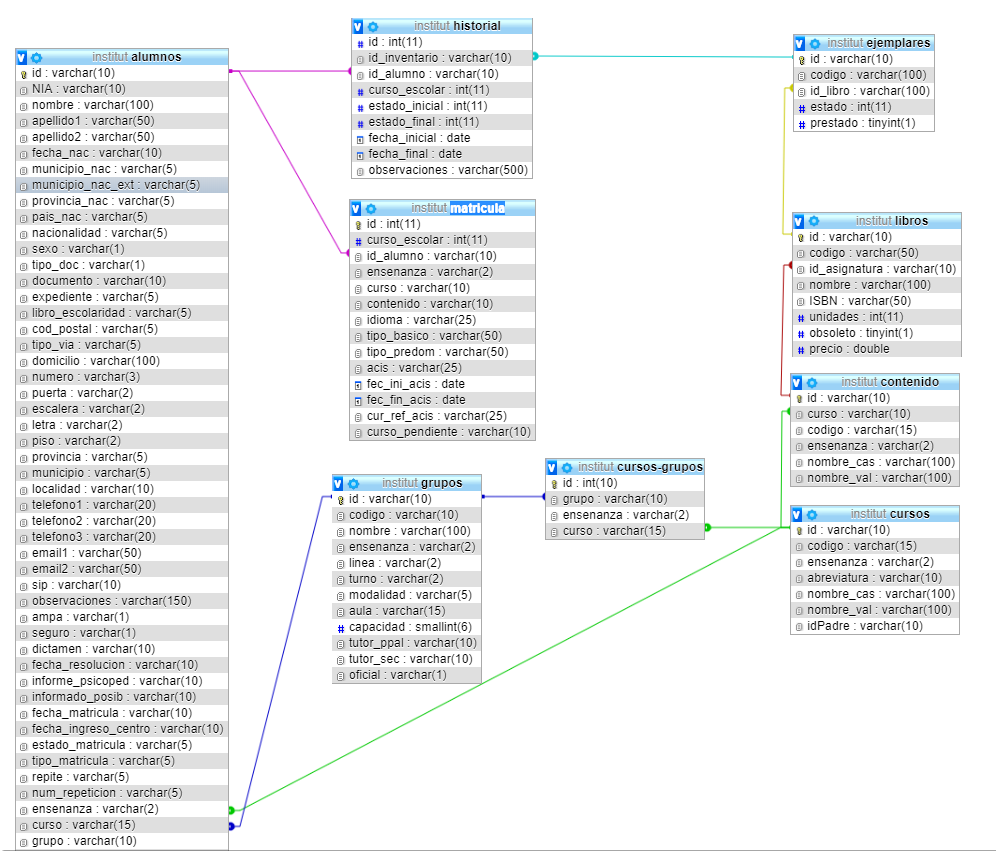 institut alumnos
id : varchar(10)
NIA : varchar(10)
nombre : varchar(100)
apellido1 : varchar(50)
apellido2 : varchar(50)
fecha_nac : varchar(10)
municipio_nac : varchar(5)
municipio_nac_ext : varchar(5)
provincia_nac : varchar(5)
pais_nac : varchar(5)
nacionalidad : varchar(5)
sexo : varchar(1)
tipo_doc : varchar(1)
documento : varchar(10)
expediente : varchar(5)
libro_escolaridad : varchar(5)
cod_postal : varchar(5)
tipo_via : varchar(5)
domicilio : varchar(100)
numero : varchar(3)
puerta : varchar(2)
escalera : varchar(2)
letra : varchar(2)
piso : varchar(2)
provincia : varchar(5)
municipio : varchar(5)
localidad : varchar(10)
telefono1 : varchar(20)
telefono2 : varchar(20)
telefono3 : varchar(20)
email1 : varchar(50)
email2 : varchar(50)
sip : varchar(10)
observaciones : varchar(150)
ampa : varchar(1)
seguro : varchar(1)
dictamen : varchar(10)
fecha_resolucion : varchar(10)
informe_psicoped : varchar(10)
informado_posib : varchar(10)
fecha_matricula : varchar(10)
fecha_ingreso_centro : varchar(10)
estado_matricula : varchar(5)
tipo_matricula : varchar(5)
repite : varchar(5)
num_repeticion : varchar(5)
ensenanza : varchar(2)
curso : varchar(15)
grupo : varchar(10)
institut historial
id : int(11)
id_inventario : varchar(10)
id_alumno : varchar(10)
curso_escolar : int(11)
estado_inicial : int(11)
estado_final : int(11)
fecha_inicial : date
fecha_final : date
observaciones : varchar(500)
institut matricula
id : int(11)
curso_escolar : int(11)
id_alumno : varchar(10)
ensenanza : varchar(2)
curso : varchar(10)
contenido : varchar(10)
idioma : varchar(25)
tipo_basico : varchar(50)
tipo_predom : varchar(50)
acis : varchar(25)
fec_ini_acis : date
fec_fin_acis : date
cur_ref_acis : varchar(25)
curso_pendiente : varchar(10)
institut grupos
id : varchar(10)
codigo : varchar(10)
nombre : varchar(100)
ensenanza : varchar(2)
linea : varchar(2)
turno : varchar(2)
modalidad : varchar(5)
aula : varchar(15)
capacidad : smallint(6)
tutor_ppal : varchar(10)
tutor_sec : varchar(10)
oficial : varchar(1)
institut cursos-grupos
id : int(10)
grupo : varchar(10)
ensenanza : varchar(2)
curso : varchar(15)
institut ejemplares
id : varchar(10)
codigo : varchar(100)
id_libro : varchar(100)
estado : int(11)
prestado : tinyint(1)
institut libros
id : varchar(10)
codigo : varchar(50)
id_asignatura : varchar(10)
nombre : varchar(100)
ISBN : varchar(50)
unidades : int(11)
obsoleto : tinyint(1)
precio : double
institut contenido
id : varchar(10)
curso : varchar(10)
codigo : varchar(15)
ensenanza : varchar(2)
nombre_cas : varchar(100)
nombre_val : varchar(100)
institut cursos
id : varchar(10)
codigo : varchar(15)
ensenanza : varchar(2)
abreviatura : varchar(10)
nombre_cas : varchar(100)
nombre_val : varchar(100)
idPadre : varchar(10)